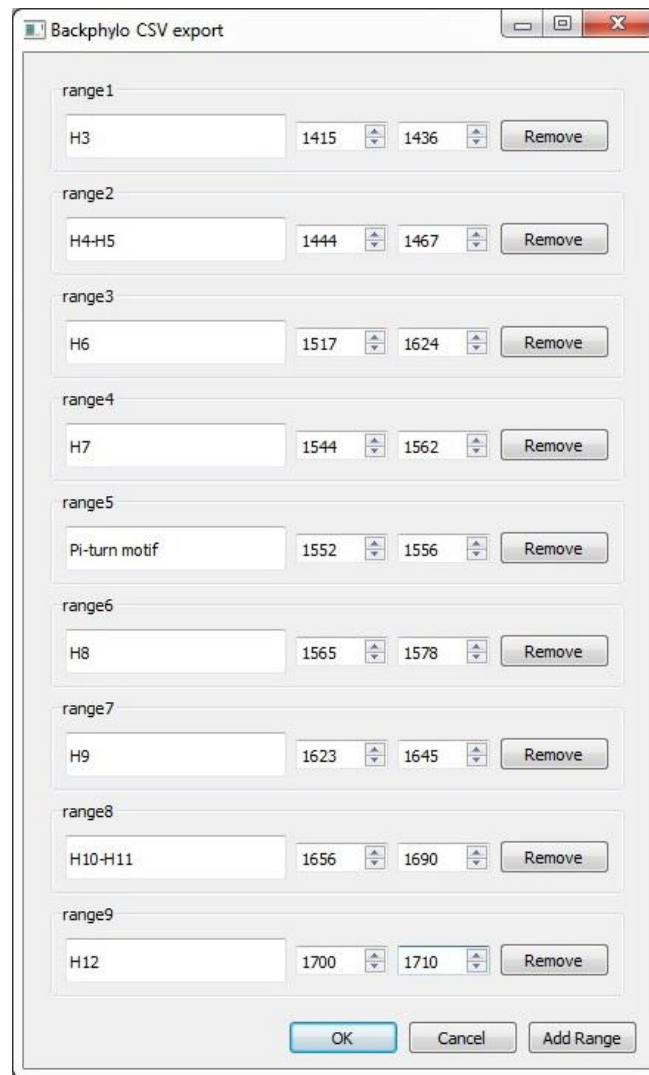 Backphylo CSV export
range1
H3 1415 1436 Remove
range2
H4-H5 1444 1467 Remove
range3
H6 1517 1624 Remove
range4
H7 1544 1562 Remove
range5
Pi-turn motif 1552 1556 Remove
range6
H8 1565 1578 Remove
range7
H9 1623 1645 Remove
range8
H10-H11 1656 1690 Remove
range9
H12 1700 1710 Remove
OK Cancel Add Range